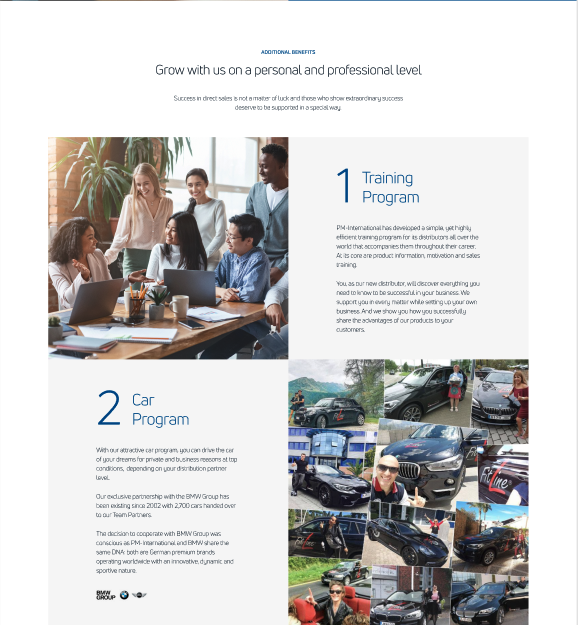 ADDITIONAL BENEFITS
Grow with us on a personal and professional level
Success in direct sales is not a matter of luck and those who show extraordinary success
deserve to be supported in a special way.
1 Training
Program
PM-International has developed a simple, yet highly
efficient training program for its distributors all over the
world that accompanies them throughout their career.
At its core are product information, motivation and sales
training.
You, as our new distributor, will discover everything you
need to know to be successful in your business. We
support you in every matter while setting up your own
business. And we show you how you successfully
share the advantages of our products to your
customers.
2 Car
Program
With our attractive car program, you can drive the car
of your dreams for private and business reasons at top
conditions, depending on your distribution partner
level.
Our exclusive partnership with the BMW Group has
been existing since 2002 with 2,700 cars handed over
to our Team Partners.
The decision to cooperate with BMW Group was
conscious as PM-International and BMW share the
same DNA: both are German premium brands
operating worldwide with an innovative, dynamic and
sportive nature.
BMW
GROUP
FitLine